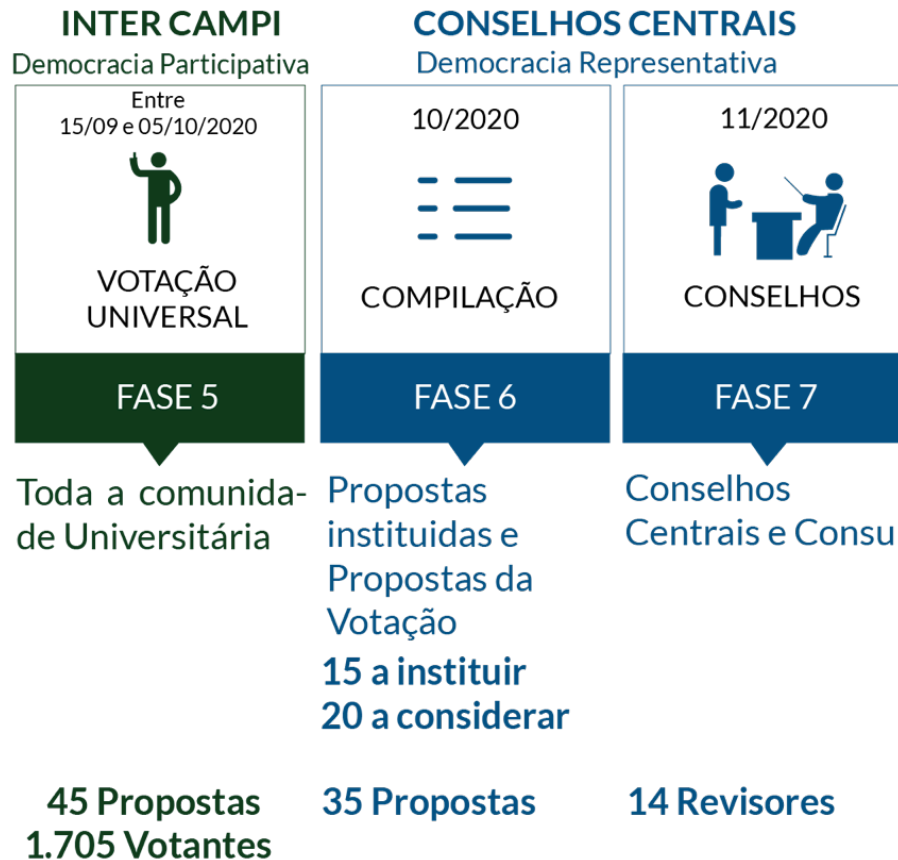 INTER CAMPI
Democracia Participativa
CONSELHOS CENTRAIS
Democracia Representativa
Entre
15/09 e 05/10/2020
VOTAÇÃO
UNIVERSAL
FASE 5
Toda a comunida-
de Universitária
45 Propostas
1.705 Votantes
10/2020
COMPILAÇÃO
FASE 6
Propostas
instituidas e
Propostas da
Votação
15 a instituir
20 a considerar
35 Propostas
11/2020
CONSELHOS
FASE 7
Conselhos
Centrais e Consu
14 Revisores